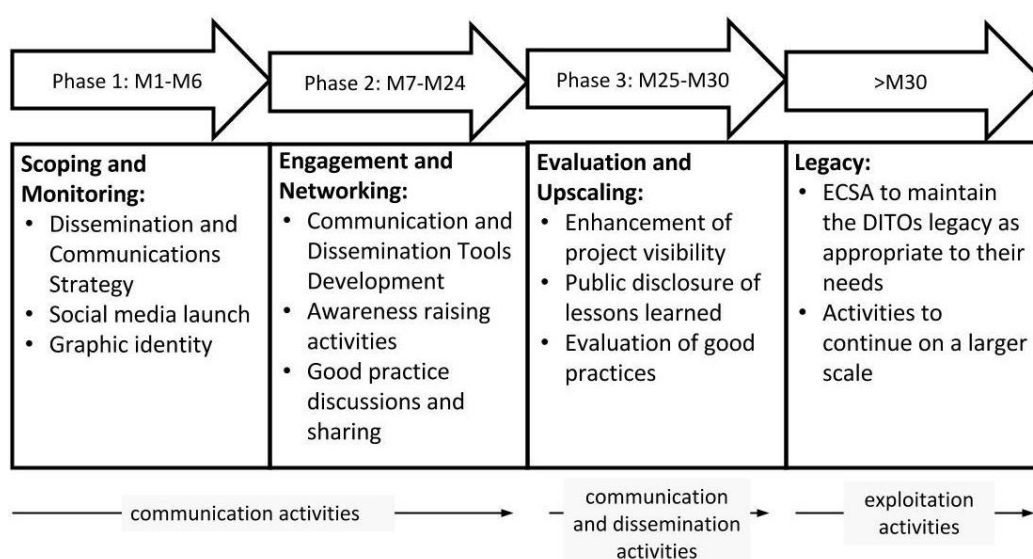 Phase 1: M1-M6
Phase 2: M7-M24
Phase 3: M25-M30
>M30
Scoping and
Monitoring:
• Dissemination and
Communications
Strategy
• Social media launch
• Graphic identity
Engagement and
Networking:
• Communication and
Dissemination Tools
Development
• Awareness raising
activities
• Good practice
discussions and
sharing
Evaluation and
Upscaling:
• Enhancement of
project visibility
• Public disclosure of
lessons learned
• Evaluation of good
practices
Legacy:
• ECSA to maintain
the DITOs legacy as
appropriate to their
needs
• Activities to
continue on a larger
scale
communication activities
communication
and dissemination
activities
exploitation
activities